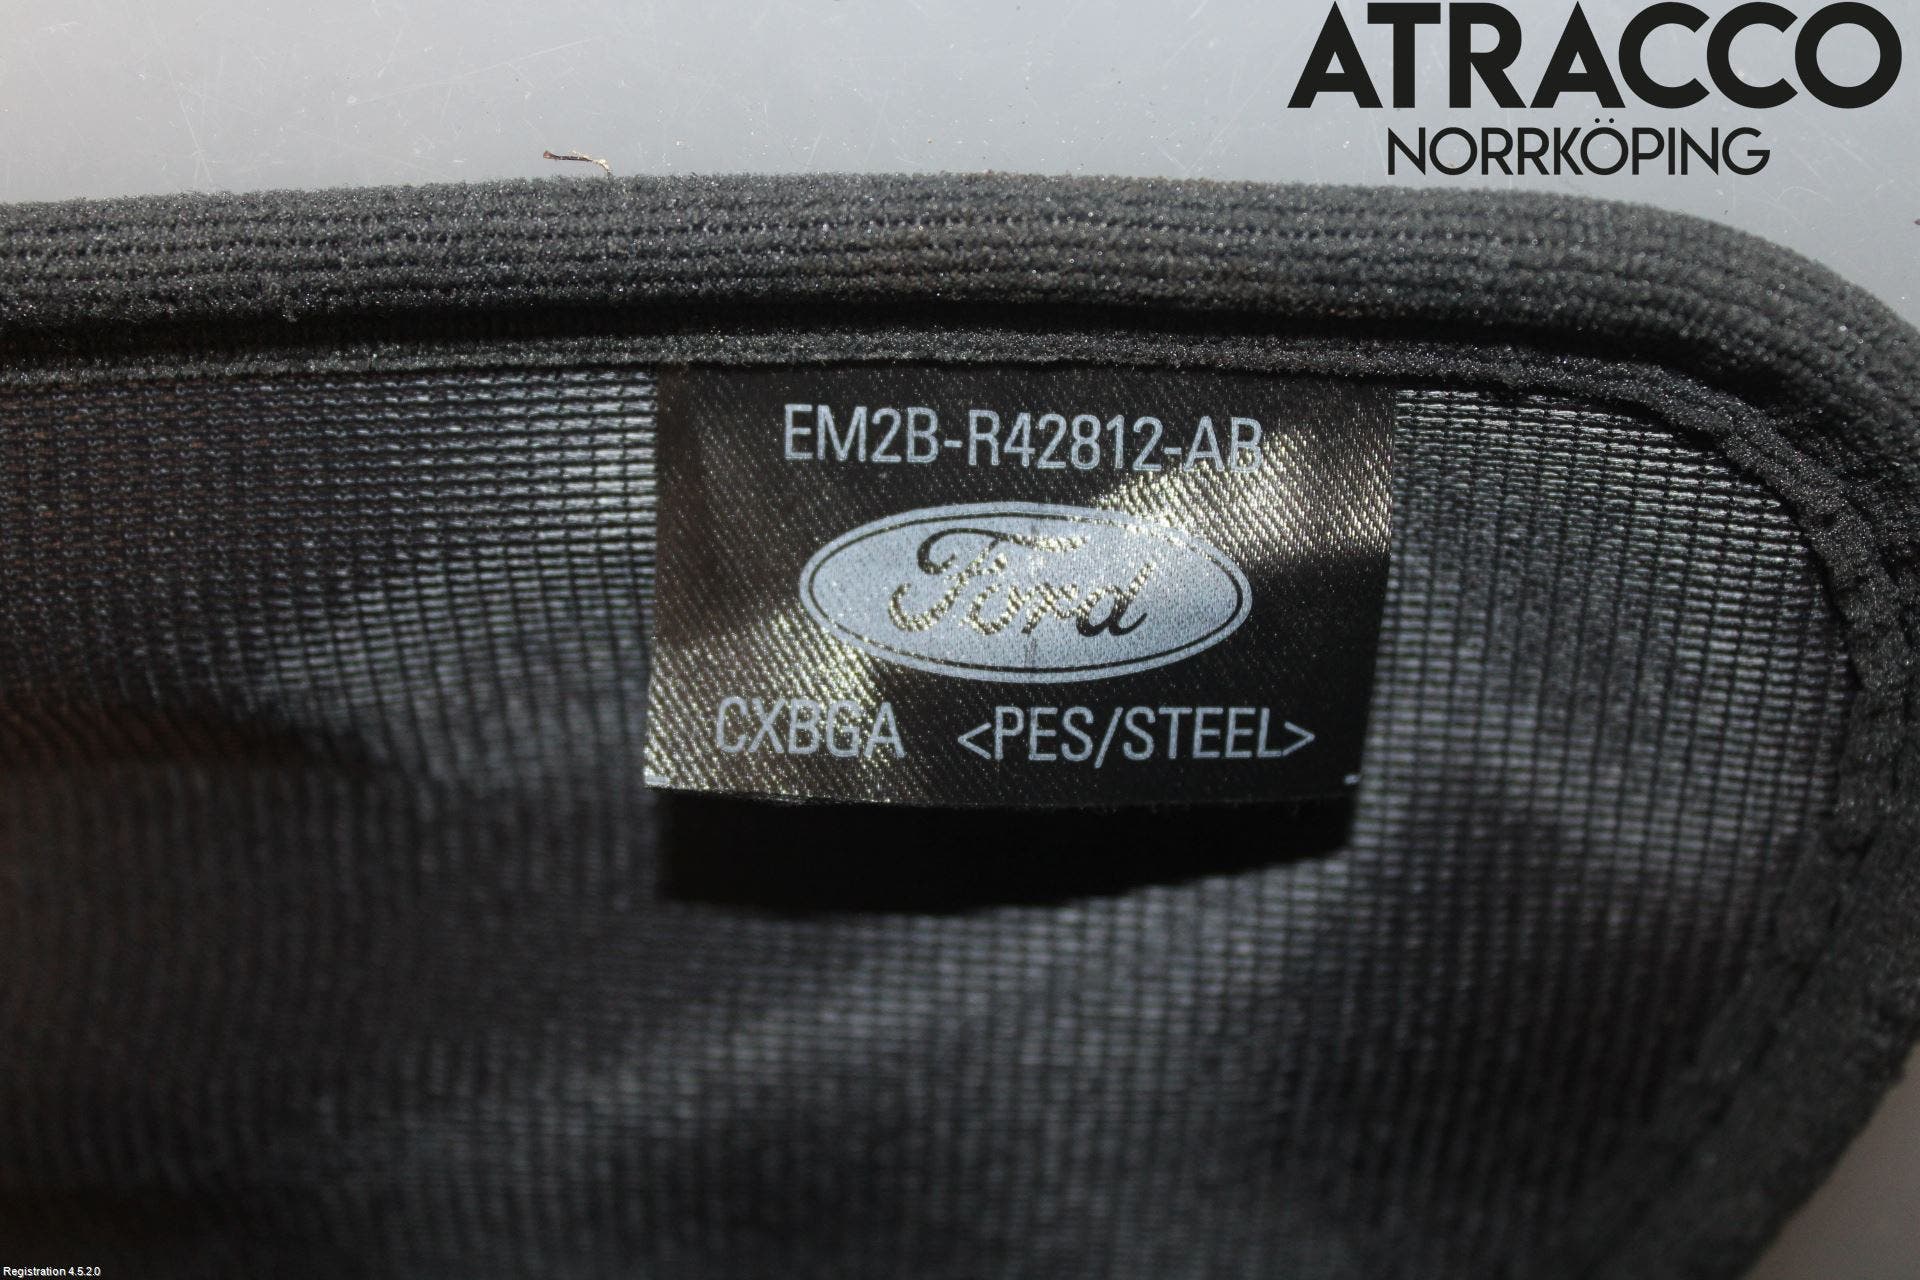 ATRACCO
NORRKÖPING
EM2B-R42812-AB
Ford
CXBGA <PES/STEEL>
Registration 4.5.2.0